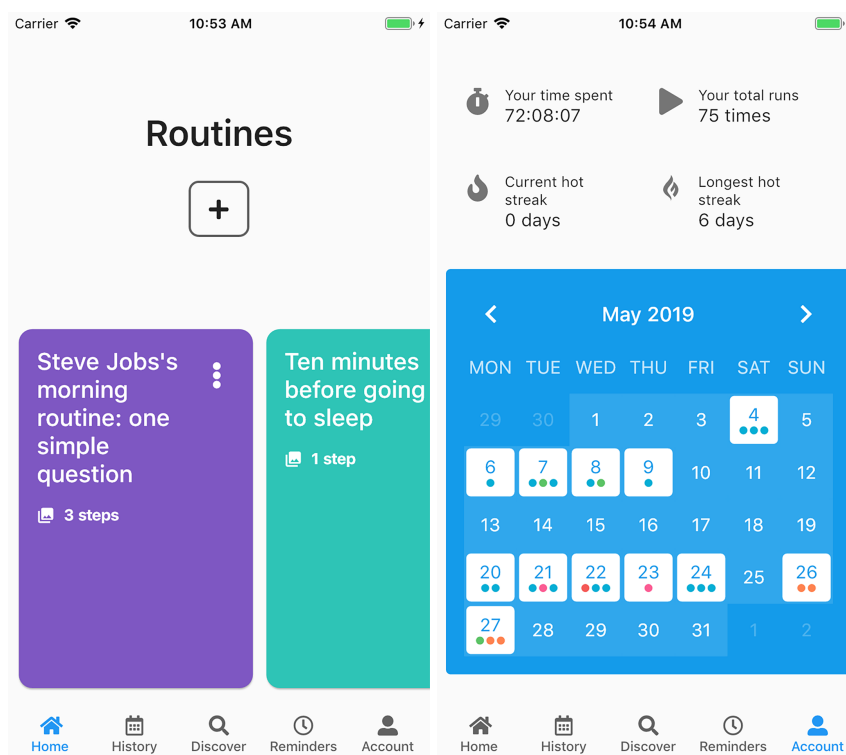 Carrier 10:53 AM
Routines
+
Steve Jobs's
morning
routine: one
simple
question
3 steps
Ten minutes
before going
to sleep
1 step
Home History Discover Reminders Account
Carrier 10:54 AM
Your time spent
72:08:07
Your total runs
75 times
Current hot
streak
0 days
Longest hot
streak
6 days
May 2019
MON TUE WED THU FRI SAT SUN
29 30 1 2 3 4 5
6 7 8 9 10 11 12
13 14 15 16 17 18 19
20 21 22 23 24 25 26
27 28 29 30 31 1 2
Home History Discover Reminders Account